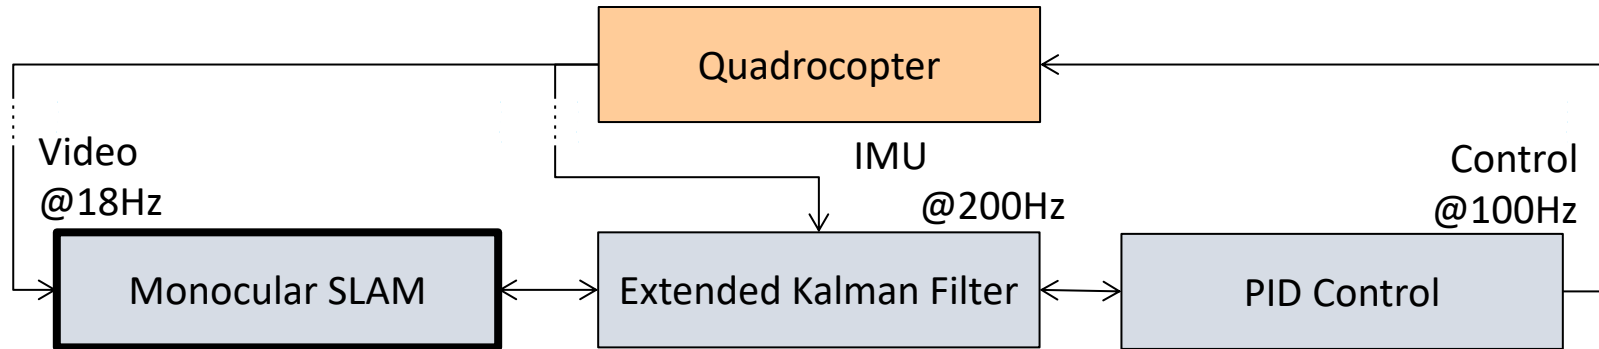 Quadrocopter
Video
@18Hz
IMU
@200Hz
Control
@100Hz
Monocular SLAM
Extended Kalman Filter
PID Control